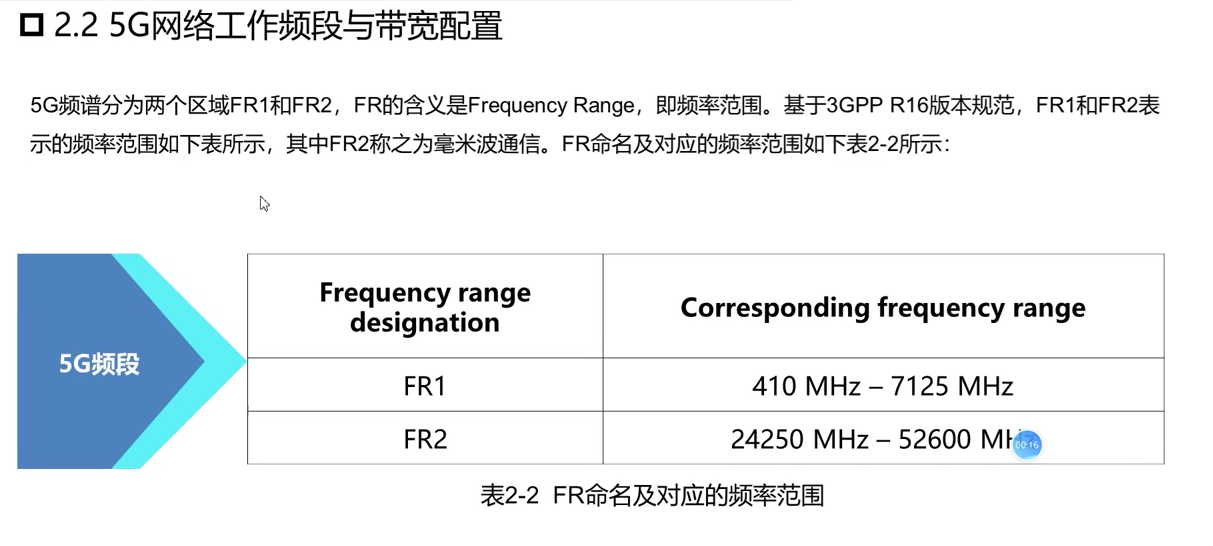 2.2 5G网络工作频段与带宽配置
5G频谱分为两个区域FR1和FR2，FR的含义是Frequency Range，即频率范围。基于3GPP R16版本规范，FR1和FR2表
示的频率范围如下表所示，其中FR2称之为毫米波通信。FR命名及对应的频率范围如下表2-2所示：
5G频段
Frequency range
designation
Corresponding frequency range
FR1
410 MHz – 7125 MHz
FR2
24250 MHz – 52600
00:16
表2-2 FR命名及对应的频率范围